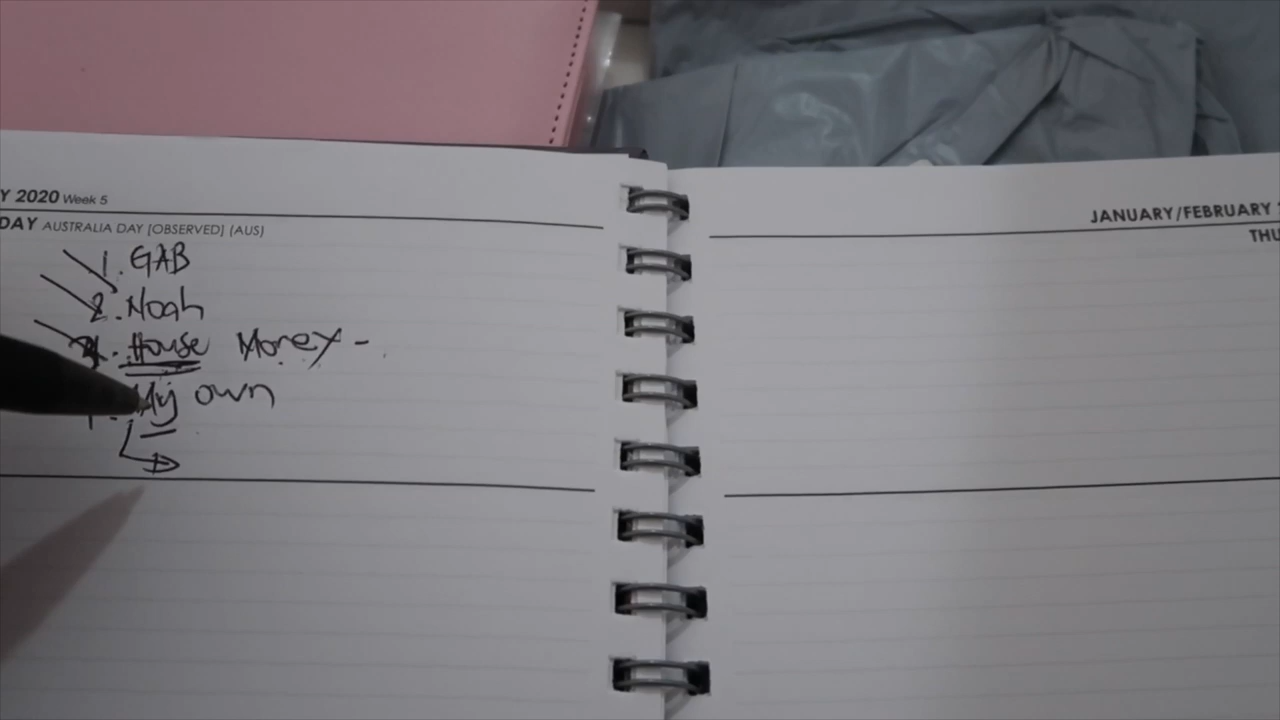 Y 2020 Week 5
DAY AUSTRALIA DAY [OBSERVED] (AUS)
1. GAB
2. Noah
House Money -
My own
JANUARY/FEBRUARY
THU